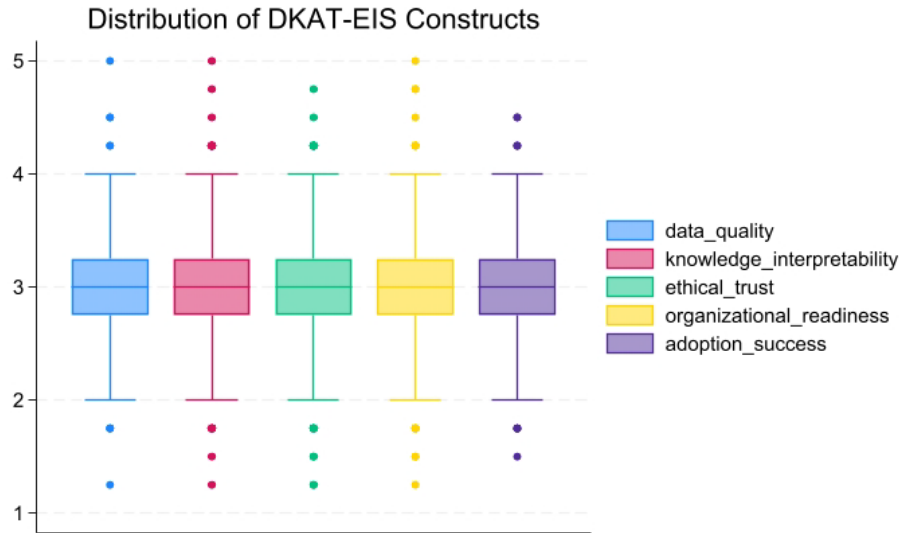 Distribution of DKAT-EIS Constructs
5
4
3
2
1
data_quality
knowledge_interpretability
ethical_trust
organizational_readiness
adoption_success